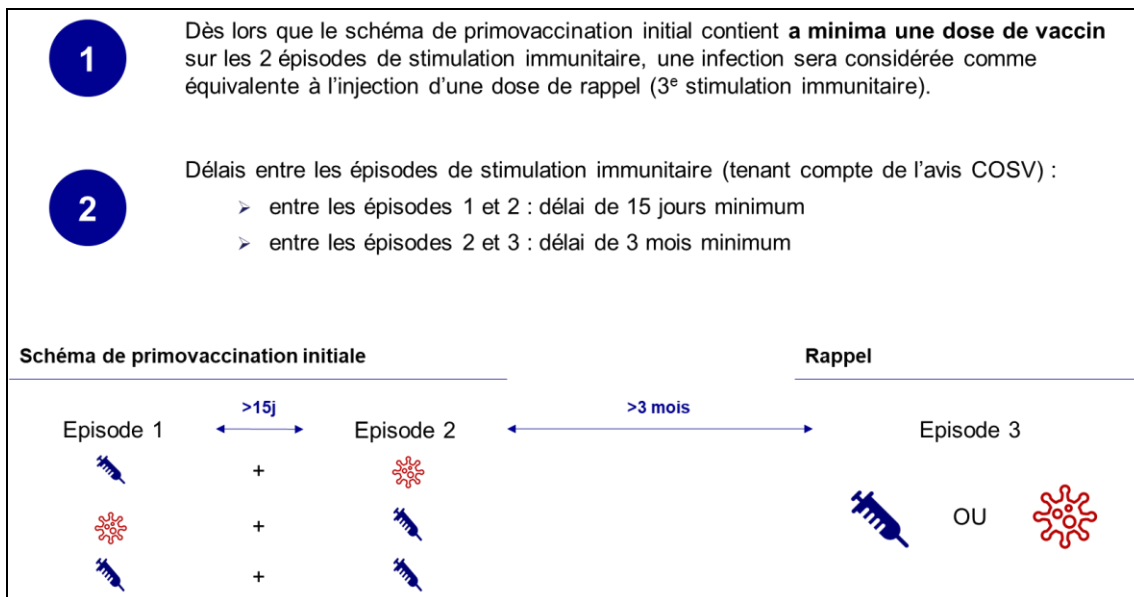 1
Dès lors que le schéma de primovaccination initial contient a minima une dose de vaccin
sur les 2 épisodes de stimulation immunitaire, une infection sera considérée comme
équivalente à l'injection d'une dose de rappel (3e stimulation immunitaire).
2
Délais entre les épisodes de stimulation immunitaire (tenant compte de l'avis COSV) :
➢ entre les épisodes 1 et 2 : délai de 15 jours minimum
➢ entre les épisodes 2 et 3 : délai de 3 mois minimum
Schéma de primovaccination initiale
Rappel
Episode 1
>15j
Episode 2
>3 mois
Episode 3
+
+
OU
+